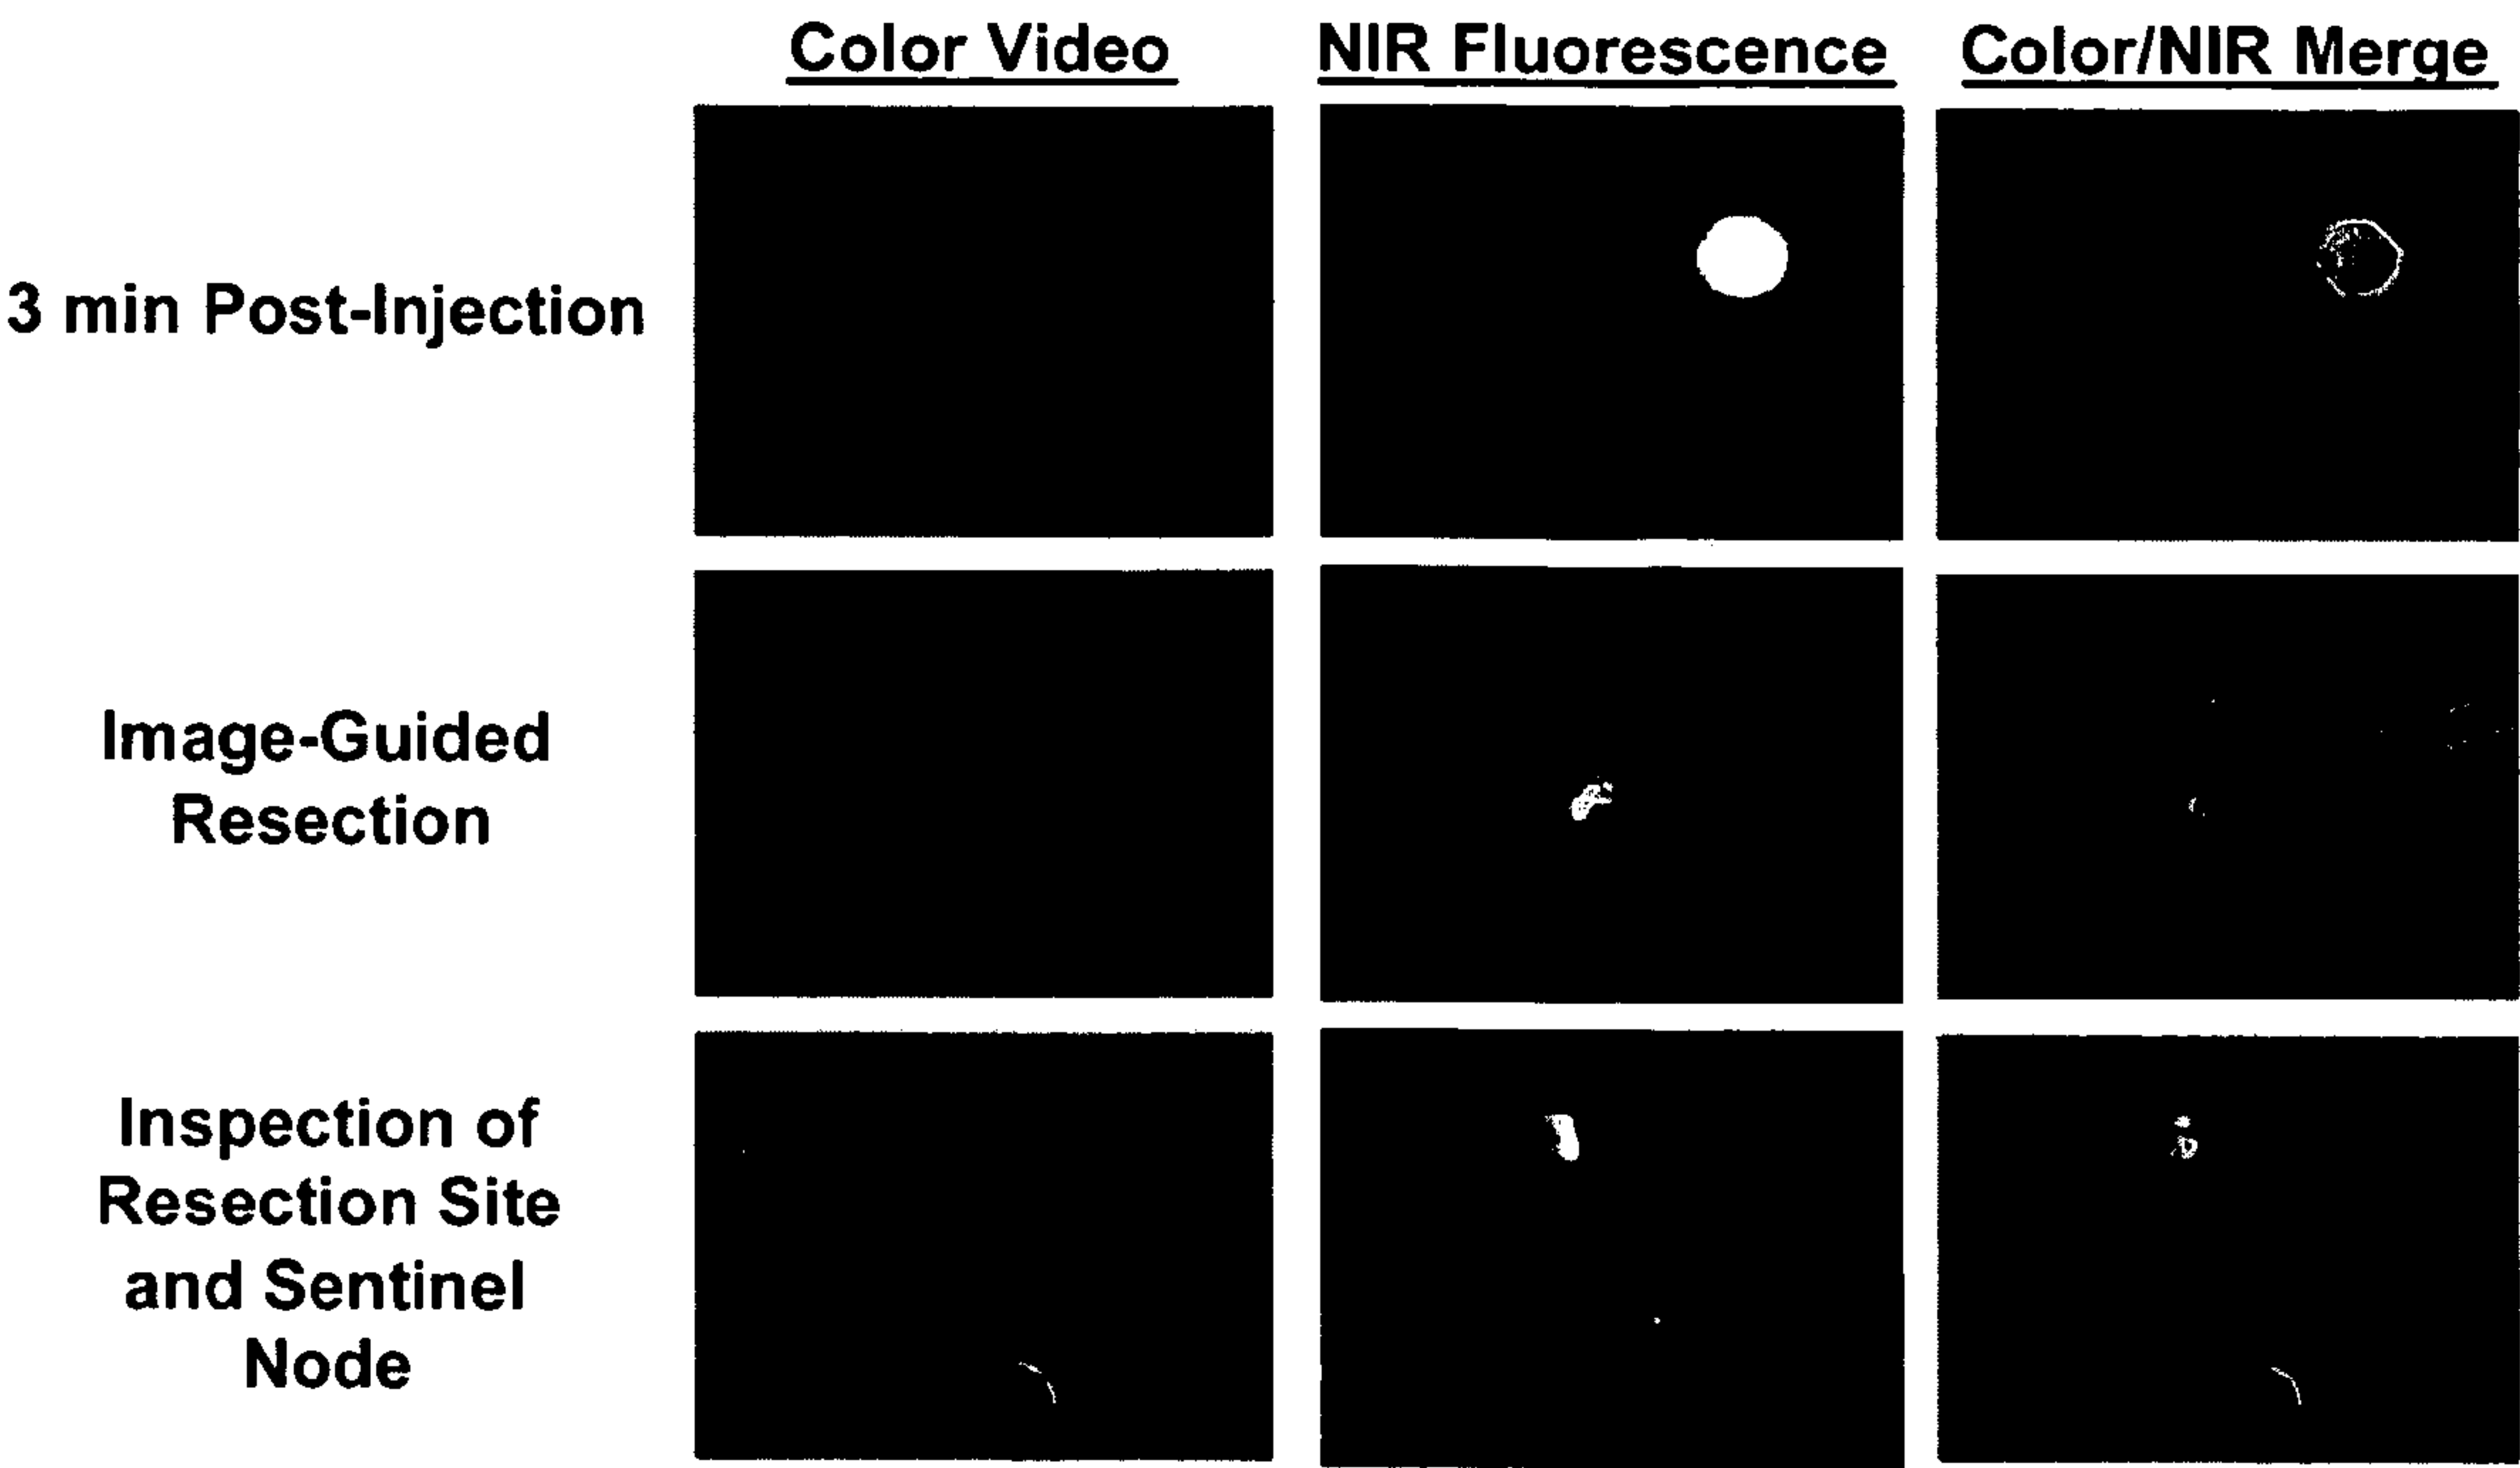 Color Video
NIR Fluorescence
Color/NIR Merge
3 min Post-Injection
Image-Guided
Resection
Inspection of
Resection Site
and Sentinel
Node